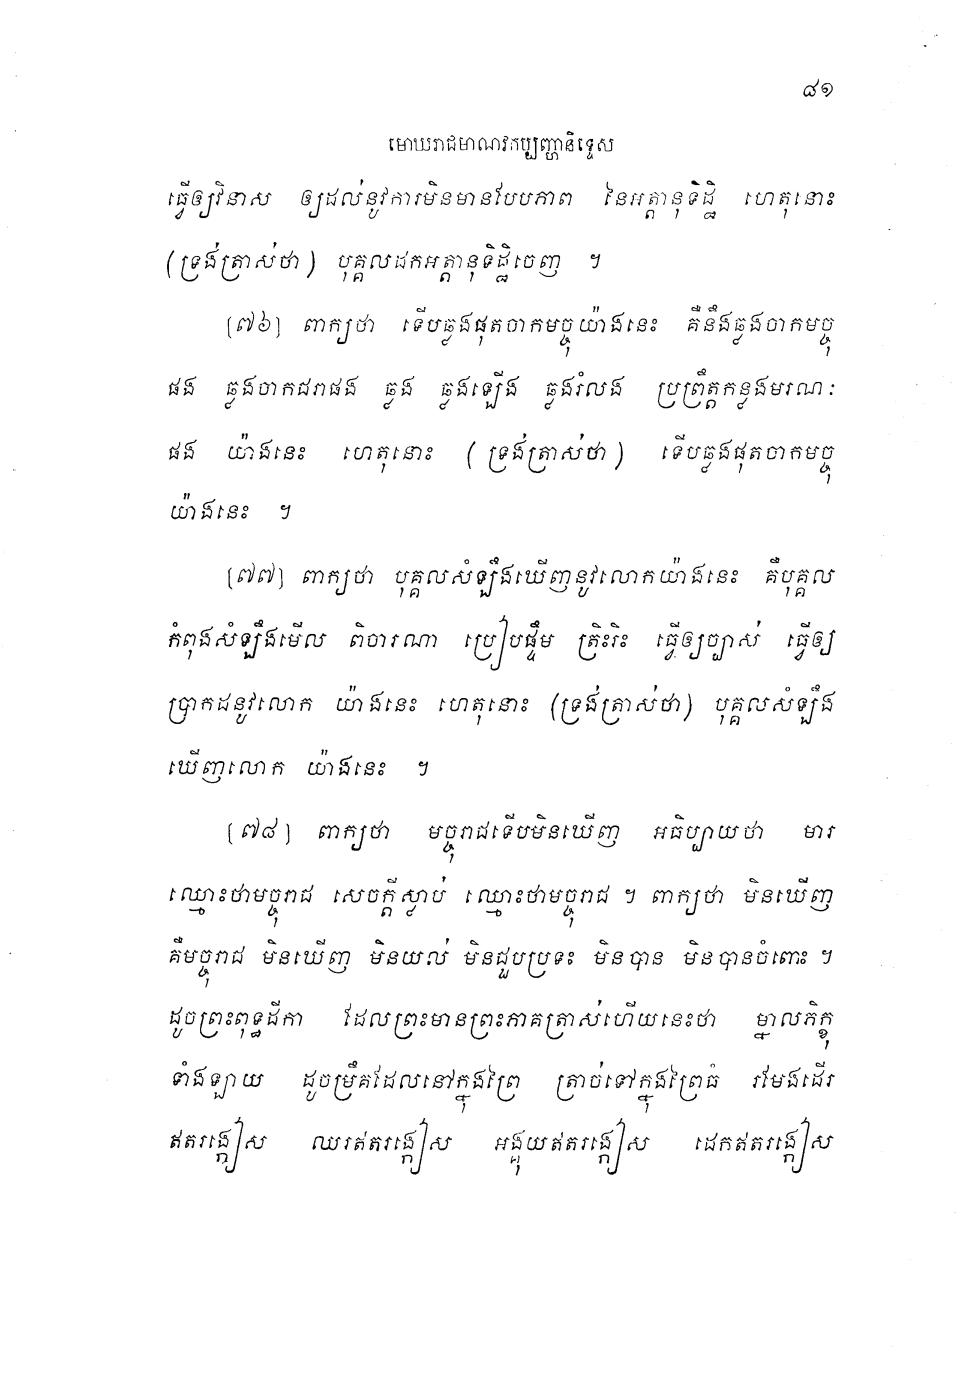 ៨១
មោឃរាជមាណវកប្បញ្ហានិទ្ទេស
ធ្វើឲ្យវិនាស ឲ្យដល់នូវការមិនមានបែបភាព នៃអត្តានុទិដ្ឋិ ហេតុនោះ
(ទ្រង់ត្រាស់ថា) បុគ្គលដកអត្តានុទិដ្ឋិចេញ ។
[៧៦] ពាក្យថា ទើបឆ្លងផុតចាកមច្ចុយ៉ាងនេះ គឺនឹងឆ្លងចាកមច្ចុ
ផង ឆ្លងចាកជរាផង ឆ្លង ឆ្លងឡើង ឆ្លងរំលង ប្រព្រឹត្តកន្លងមរណៈ
ផង យ៉ាងនេះ ហេតុនោះ (ទ្រង់ត្រាស់ថា) ទើបឆ្លងផុតចាកមច្ចុ
យ៉ាងនេះ ។
[៧៧] ពាក្យថា បុគ្គលសំឡឹងឃើញនូវលោកយ៉ាងនេះ គឺបុគ្គល
កំពុងសំឡឹងមើល ពិចារណា ប្រៀបផ្ទឹម ត្រិះរិះ ធ្វើឲ្យច្បាស់ ធ្វើឲ្យ
ប្រាកដនូវលោក យ៉ាងនេះ ហេតុនោះ (ទ្រង់ត្រាស់ថា) បុគ្គលសំឡឹង
ឃើញលោក យ៉ាងនេះ ។
[៧៨] ពាក្យថា មច្ចុរាជទើបមិនឃើញ អធិប្បាយថា មារ
ឈ្មោះថាមច្ចុរាជ សេចក្តីស្លាប់ ឈ្មោះថាមច្ចុរាជ ។ ពាក្យថា មិនឃើញ
គឺមច្ចុរាជ មិនឃើញ មិនយល់ មិនជួបប្រទះ មិនបាន មិនបានចំពោះ ។
ដូចព្រះពុទ្ធដីកា ដែលព្រះមានព្រះភាគត្រាស់ហើយនេះថា ម្នាលភិក្ខុ
ទាំងឡាយ ដូចម្រឹគដែលនៅក្នុងព្រៃ ត្រាច់ទៅក្នុងព្រៃធំ រមែងដើរ
ឥតរង្កៀស ឈរឥតរង្កៀស អង្គុយឥតរង្កៀស ដេកឥតរង្កៀស